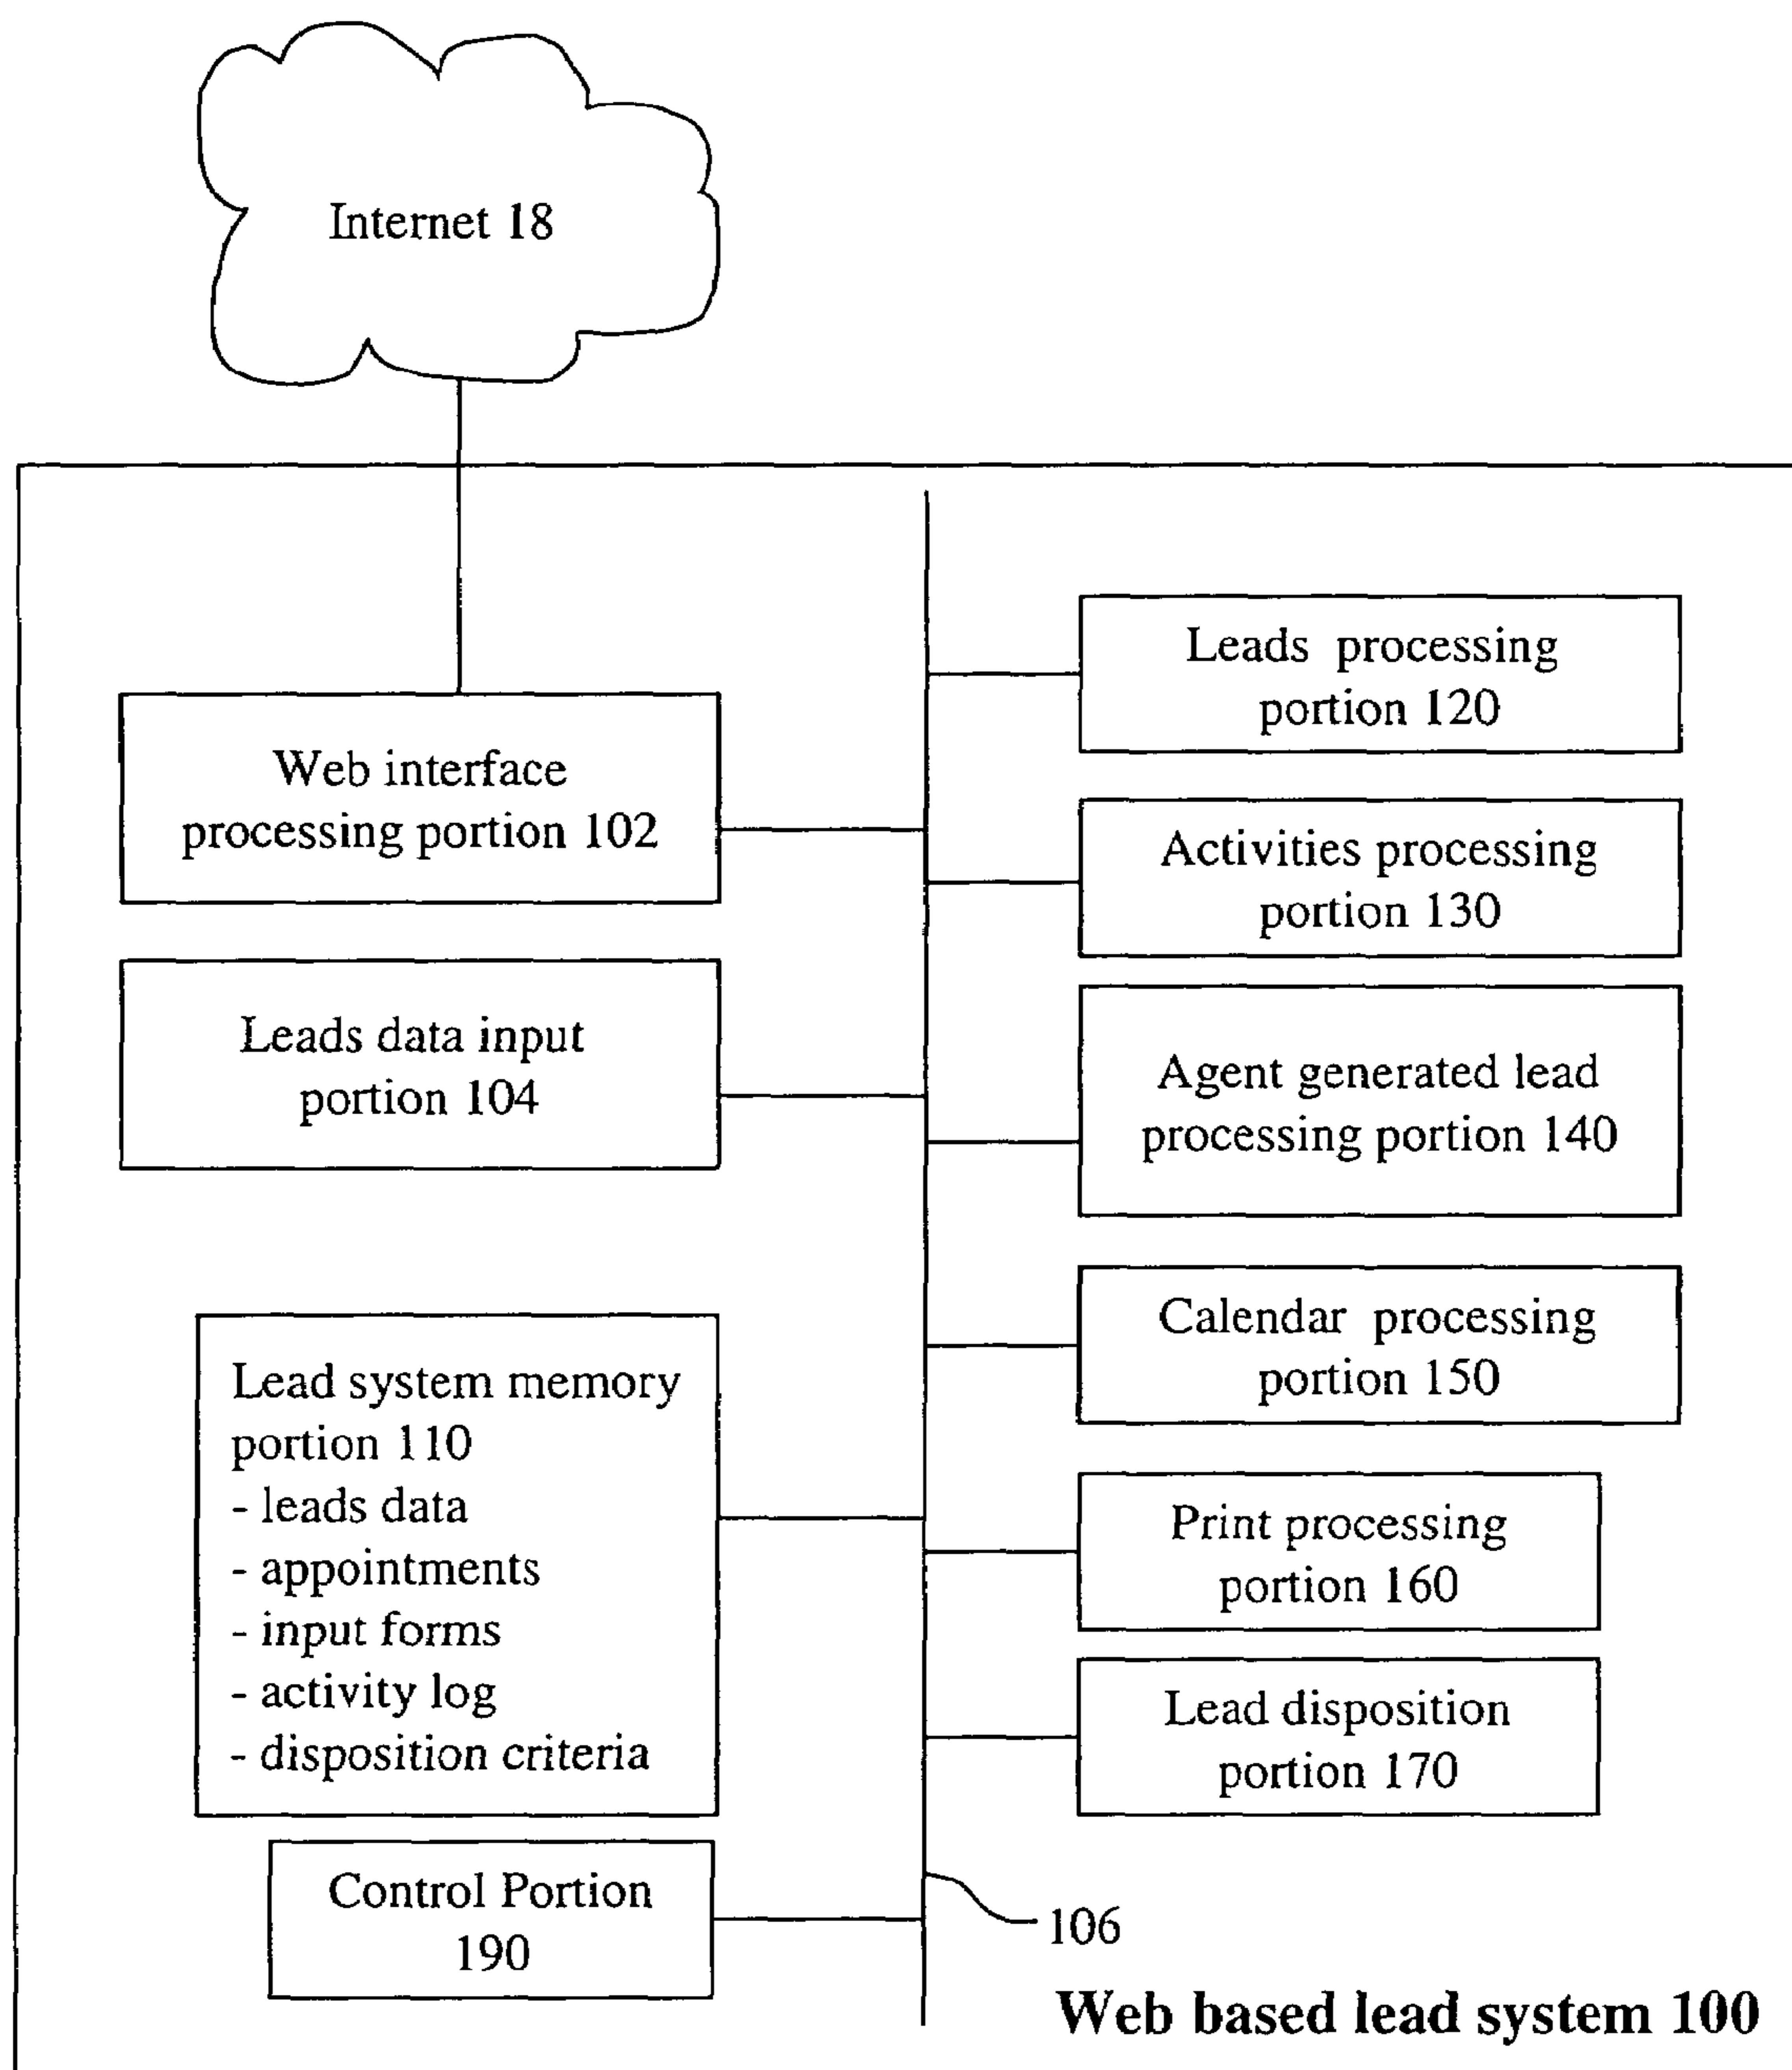 Internet 18
Web interface
processing portion 102
Leads data input
portion 104
Lead system memory
portion 110
- leads data
- appointments
- input forms
- activity log
- disposition criteria
Control Portion
190
Leads processing
portion 120
Activities processing
portion 130
Agent generated lead
processing portion 140
Calendar processing
portion 150
Print processing
portion 160
Lead disposition
portion 170
106
Web based lead system 100